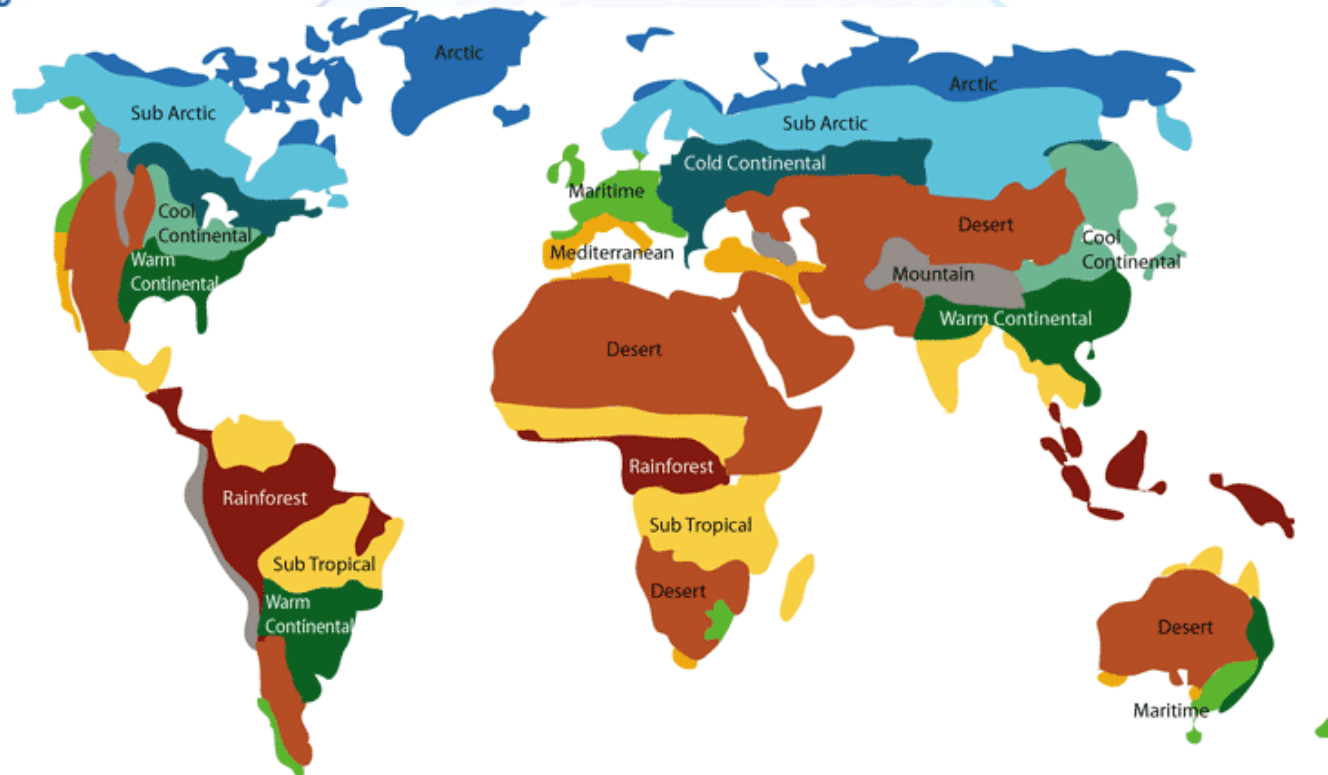 Arctic
Arctic
Sub Arctic
Sub Arctic
Cold Continental
Maritime
Cool
Continental
Desert
Cool
Continental
Mediterranean
Warm
Continental
Mountain
Warm Continental
Desert
Rainforest
Rainforest
Sub Tropical
Sub Tropical
Desert
Warm
Continental
Desert
Maritime